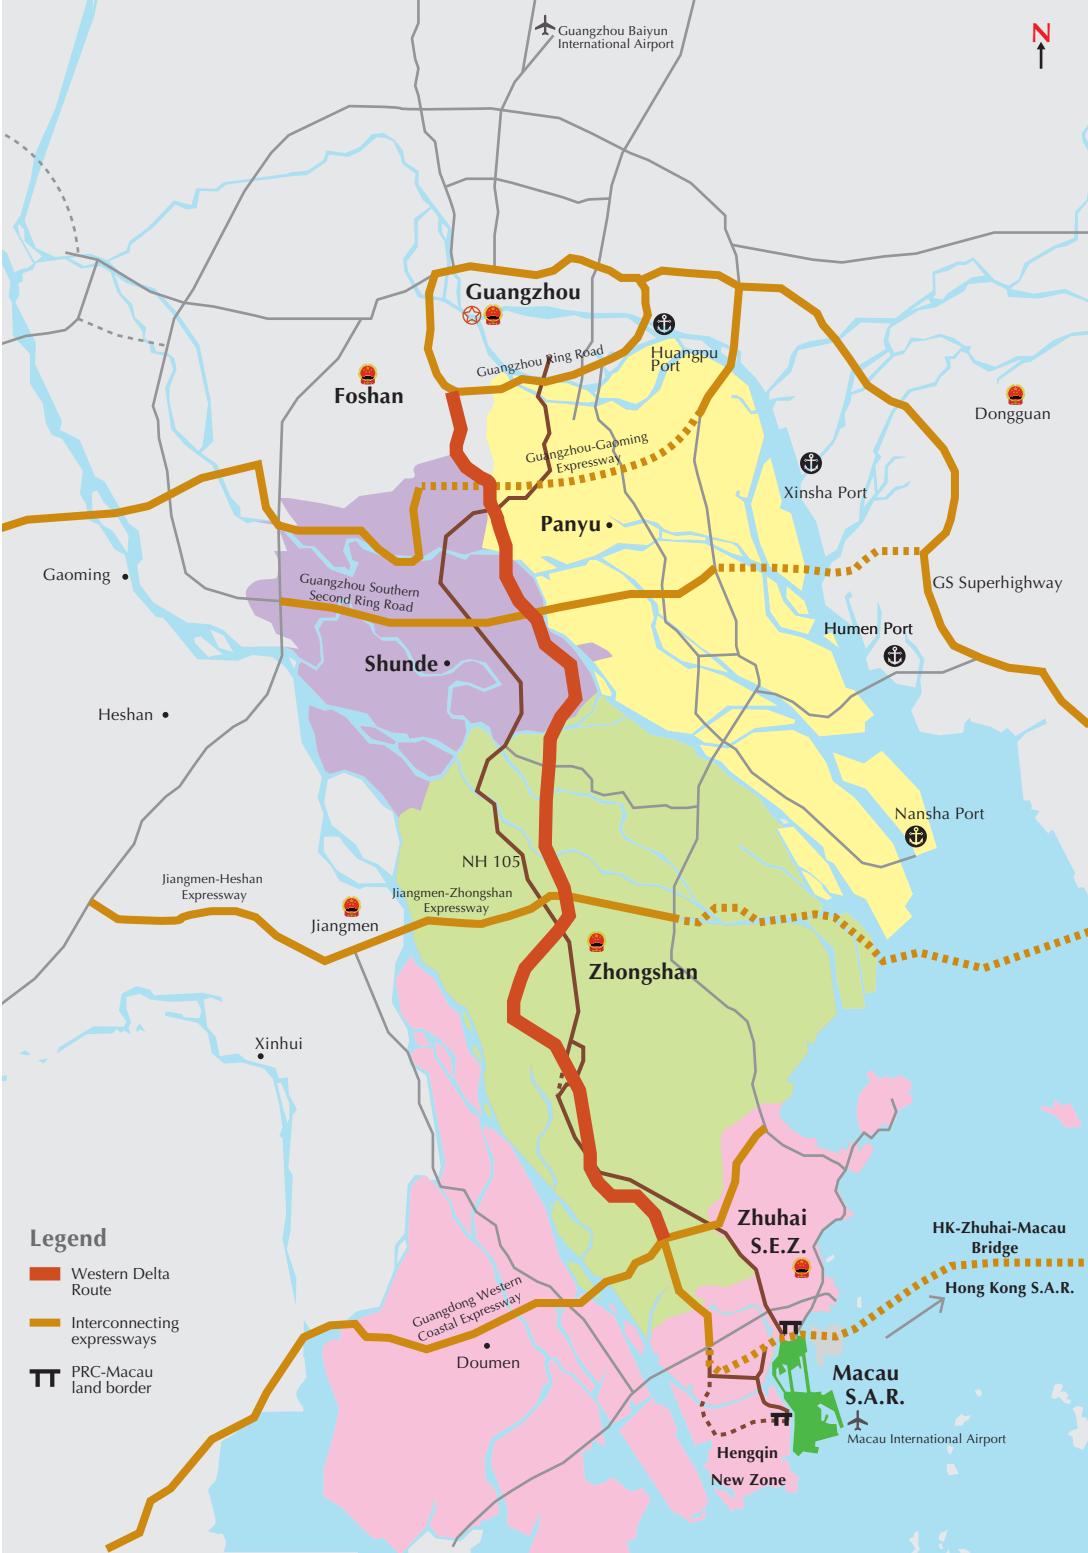 Guangzhou Baiyun
International Airport
N
Guangzhou
Guangzhou Ring Road
Huangpu
Port
Foshan
Dongguan
Guangzhou-Gaoming
Expressway
Xinsha Port
Panyu
Gaoming
Guangzhou Southern
Second Ring Road
GS Superhighway
Humen Port
Shunde
Heshan
Nansha Port
NH 105
Jiangmen-Heshan
Expressway
Jiangmen-Zhongshan
Expressway
Jiangmen
Zhongshan
Xinhui
Zhuhai
S.E.Z.
HK-Zhuhai-Macau
Bridge
Hong Kong S.A.R.
Legend
Western Delta
Route
Interconnecting
expressways
PRC-Macau
land border
Guangdong Western
Coastal Expressway
Doumen
Macau
S.A.R.
Macau International Airport
Hengqin
New Zone